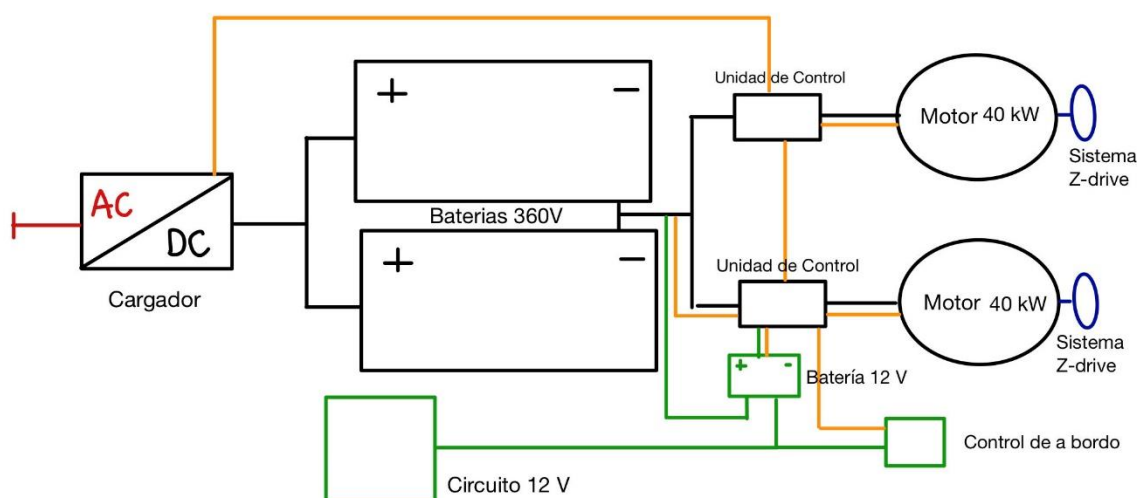 Unidad de Control
+ −
Motor 40 kW
AC
DC
Sistema
Z-drive
Baterias 360V
+ −
Unidad de Control
Cargador
Motor 40 kW
Sistema
Z-drive
+ -
Batería 12 V
Control de a bordo
Circuito 12 V